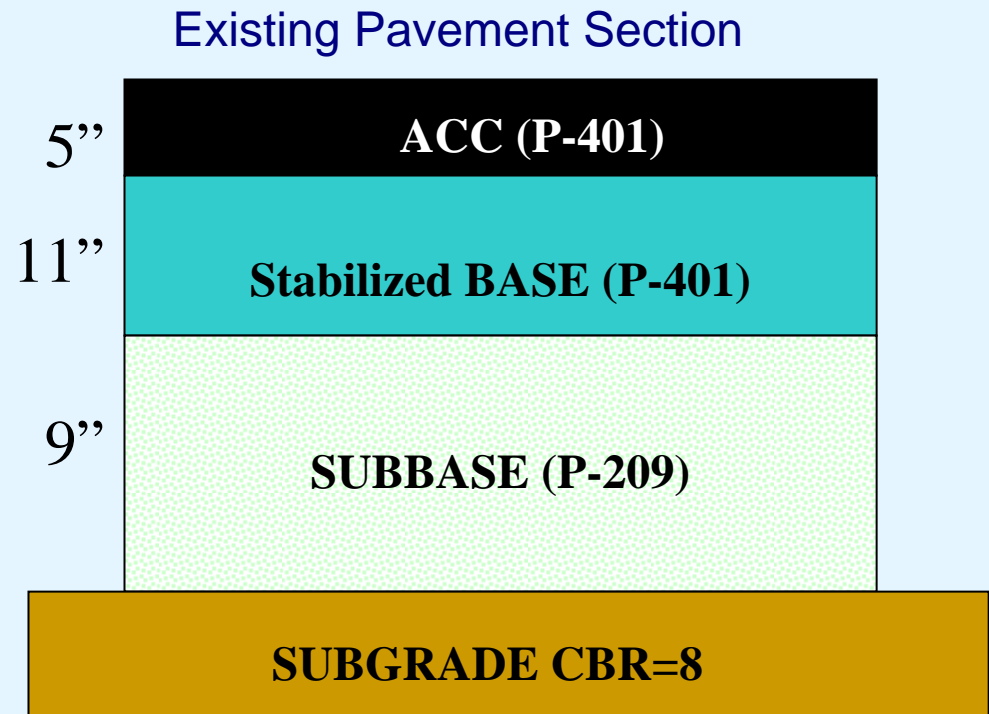 Existing Pavement Section
5”
ACC (P-401)
11”
Stabilized BASE (P-401)
9”
SUBBASE (P-209)
SUBGRADE CBR=8